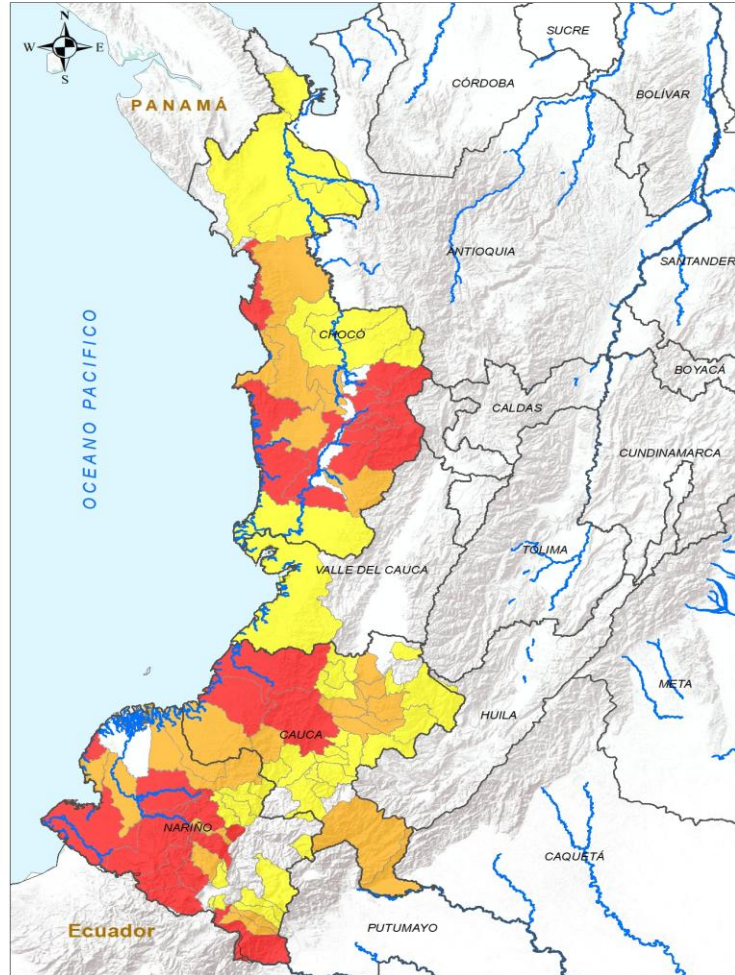 N
W E
S
SUCRE
CÓRDOBA
BOLÍVAR
PANAMÁ
ANTIOQUIA
SANTANDER
OCEANO PACIFICO
CHOCÓ
BOYACÁ
CALDAS
CUNDINAMARCA
TOLIMA
VALLE DEL CAUCA
META
HUILA
CAUCA
NARIÑO
CAQUETÁ
PUTUMAYO
Ecuador